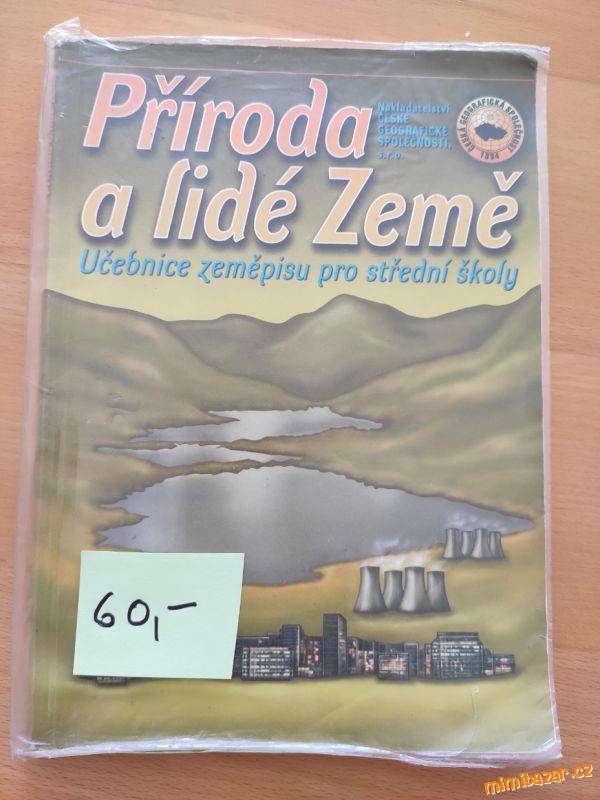 Příroda
a lidé Země
Nakladatelství
ČESKÉ
GEOGRAFICKÉ
SPOLEČNOSTI,
s.r.o.
ČESKÁ GEOGRAFICKÁ SPOLEČNOST
1894
Učebnice zeměpisu pro střední školy
60,-
mimibazar.cz